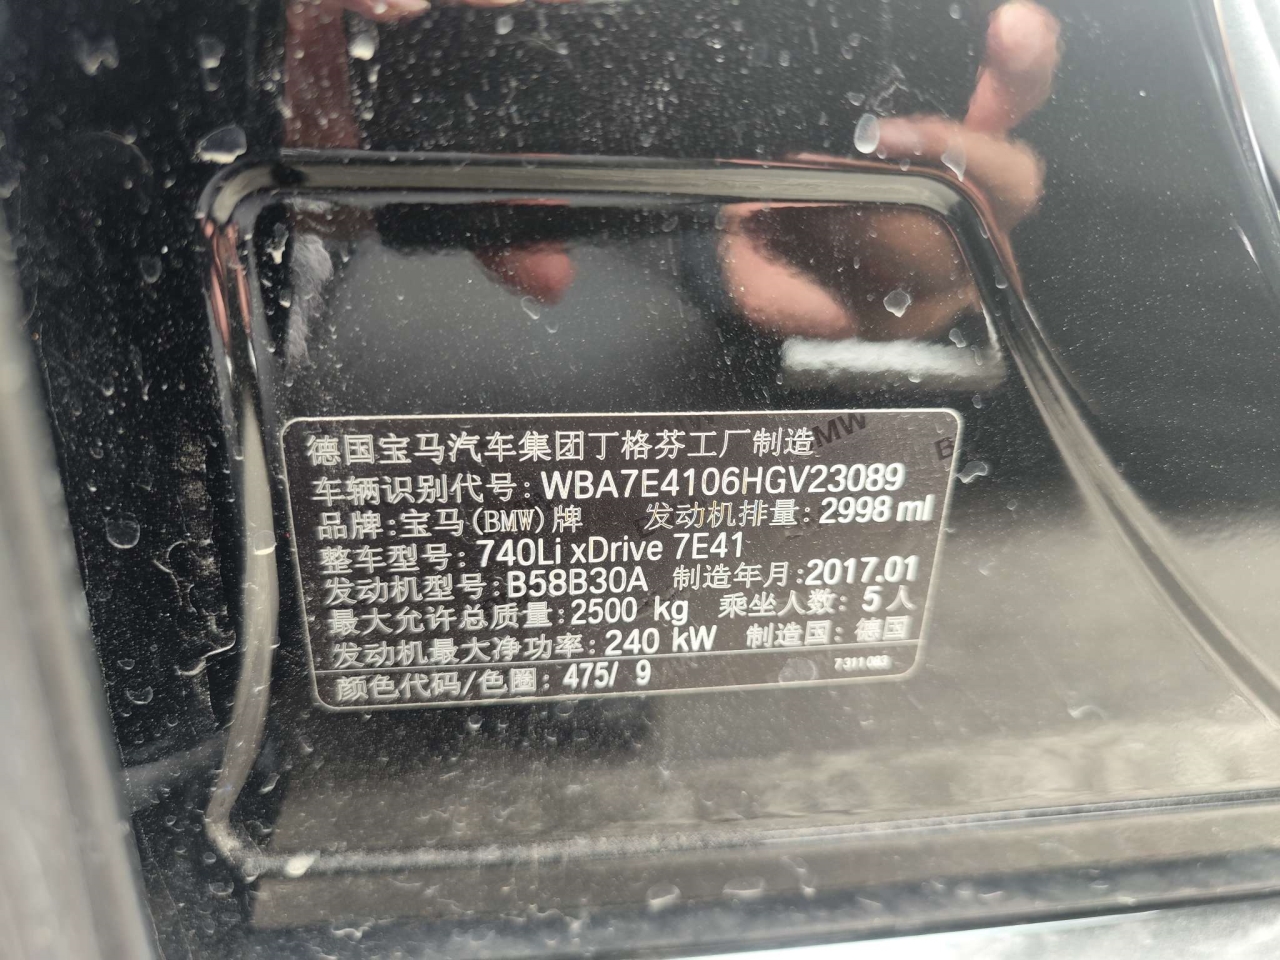 德国宝马汽车集团丁格芬工厂制造
车辆识别代号: WBA7E4106HGV23089
品牌:宝马(BMW)牌 发动机排量: 2998 ml
整车型号: 740Li xDrive 7E41
发动机型号: B58B30A 制造年月:2017.01
最大允许总质量: 2500 kg 乘坐人数: 5人
发动机最大净功率: 240 kW 制造国: 德国
颜色代码/色圈: 475/ 9 7311083